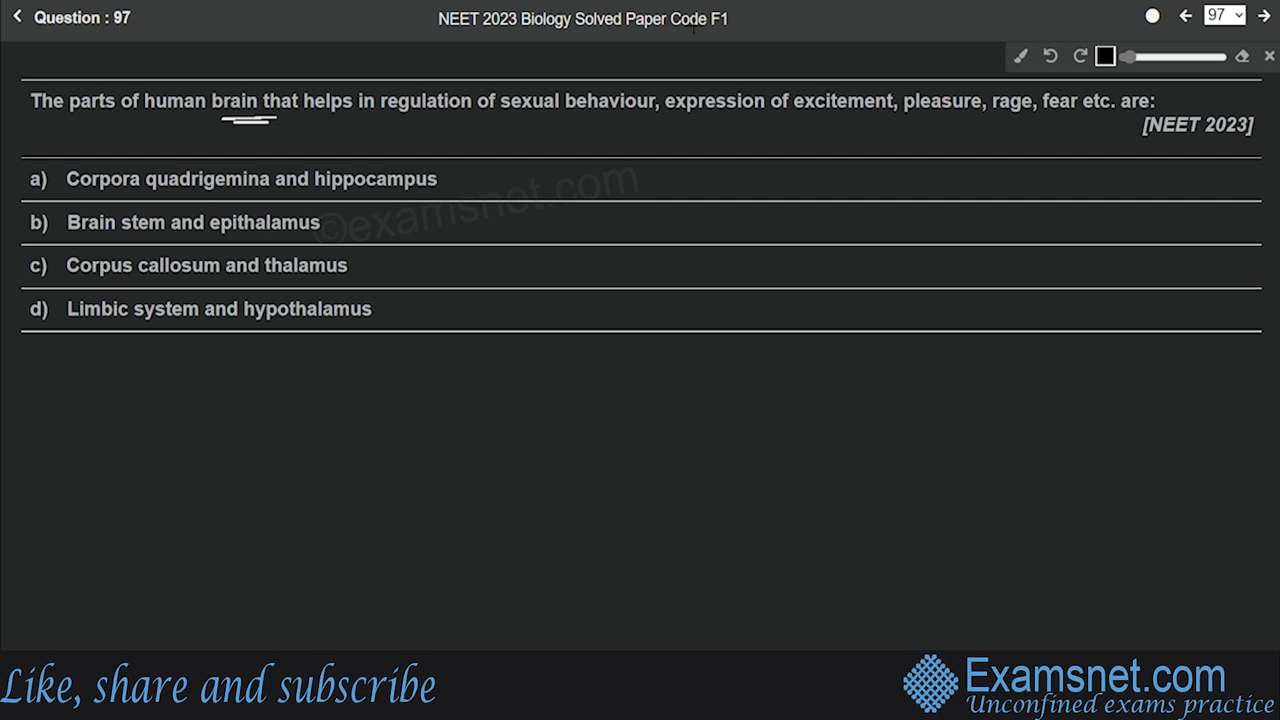 Question : 97
NEET 2023 Biology Solved Paper Code F1
97
The parts of human brain that helps in regulation of sexual behaviour, expression of excitement, pleasure, rage, fear etc. are:
[NEET 2023]
a) Corpora quadrigemina and hippocampus
b) Brain stem and epithalamus
c) Corpus callosum and thalamus
d) Limbic system and hypothalamus
©examsnet.com
Like, share and subscribe
Examsnet.com
Unconfined exams practice